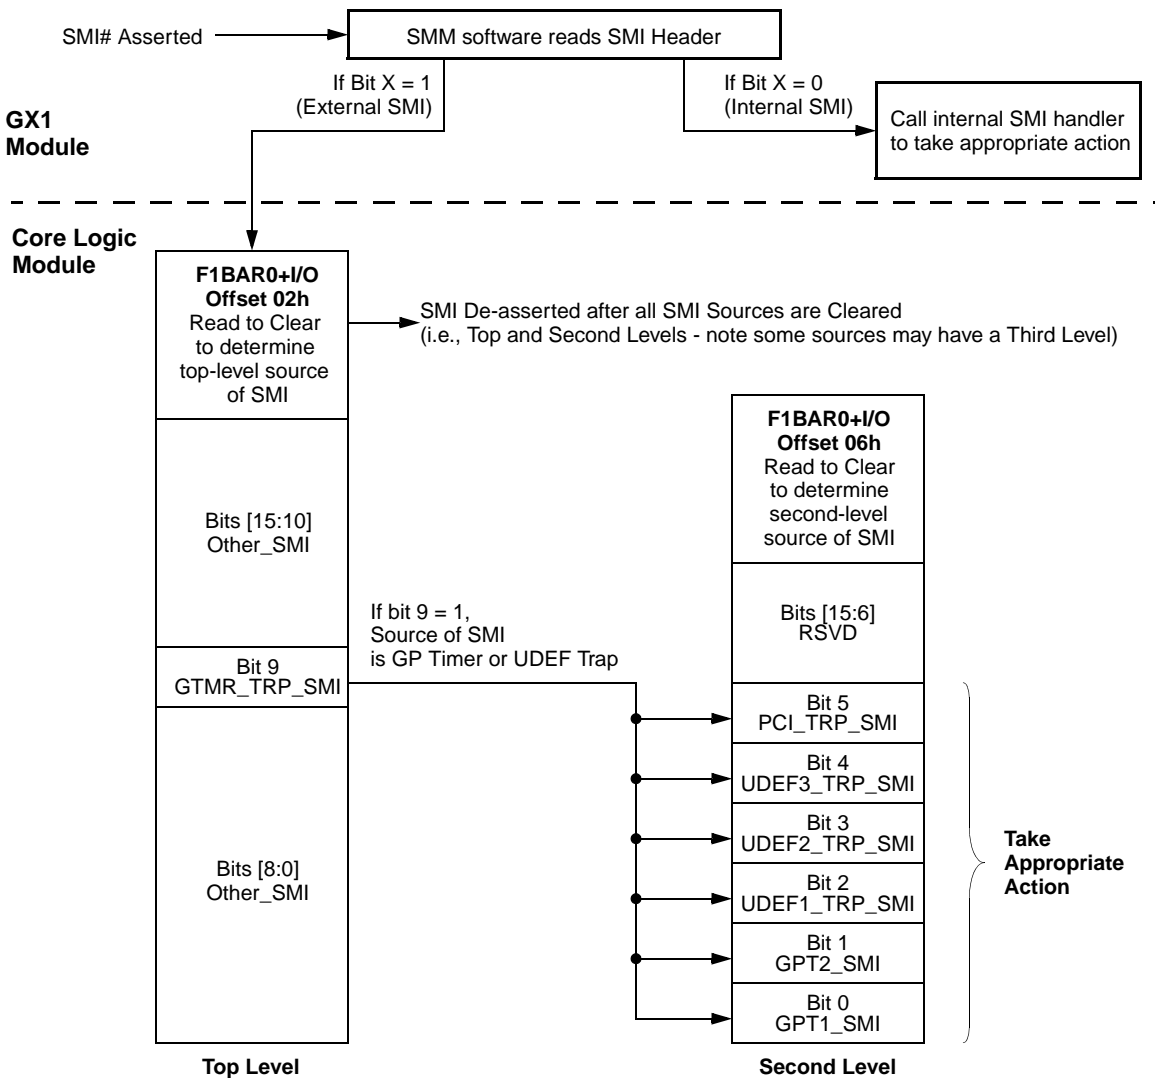 SMI# Asserted
SMM software reads SMI Header
If Bit X = 1
(External SMI)
If Bit X = 0
(Internal SMI)
Call internal SMI handler
to take appropriate action
GX1
Module
Core Logic
Module
F1BAR0+I/O
Offset 02h
Read to Clear
to determine
top-level source
of SMI
SMI De-asserted after all SMI Sources are Cleared
(i.e., Top and Second Levels - note some sources may have a Third Level)
Bits [15:10]
Other_SMI
If bit 9 = 1,
Source of SMI
is GP Timer or UDEF Trap
Bit 9
GTMR_TRP_SMI
Bits [8:0]
Other_SMI
Top Level
F1BAR0+I/O
Offset 06h
Read to Clear
to determine
second-level
source of SMI
Bits [15:6]
RSVD
Bit 5
PCI_TRP_SMI
Bit 4
UDEF3_TRP_SMI
Bit 3
UDEF2_TRP_SMI
Bit 2
UDEF1_TRP_SMI
Bit 1
GPT2_SMI
Bit 0
GPT1_SMI
Second Level
Take
Appropriate
Action